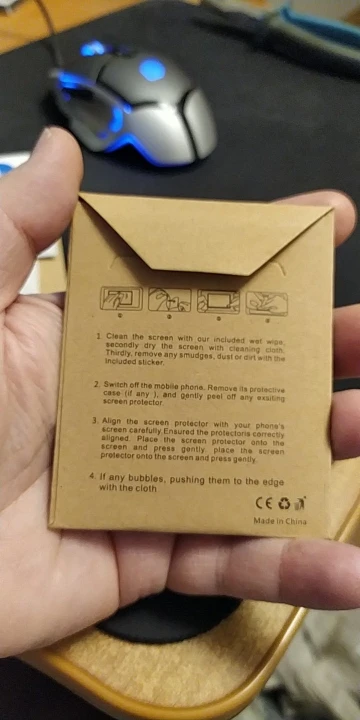 1. Clean the screen with our included wet wipe,
secondly dry the screen with cleaning cloth.
Thirdly, remove any smudges, dust or dirt with the
included sticker.
2. Switch off the mobile phone. Remove its protective
case (if any ), and gently peel off any exsiting
screen protector.
3. Align the screen protector with your phone's
screen carefully,Ensured the protectoris correctly
aligned. Place the screen protector onto the
screen and press gently. place the screen
protector onto the screen and press gently.
4. If any bubbles, pushing them to the edge
with the cloth
CE
Made in China